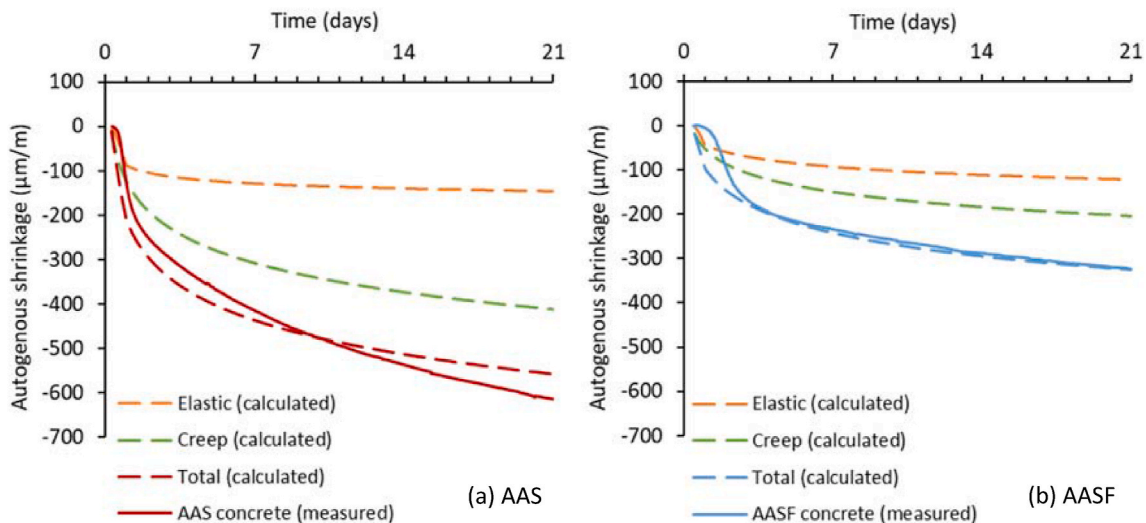 Time (days)
0 7 14 21
100
0
-100
-200
-300
-400
-500
-600
-700
Autogenous shrinkage (μm/m)
Elastic (calculated)
Creep (calculated)
Total (calculated)
AAS concrete (measured)
(a) AAS
Time (days)
0 7 14 21
100
0
-100
-200
-300
-400
-500
-600
-700
Autogenous shrinkage (μm/m)
Elastic (calculated)
Creep (calculated)
Total (calculated)
AASF concrete (measured)
(b) AASF